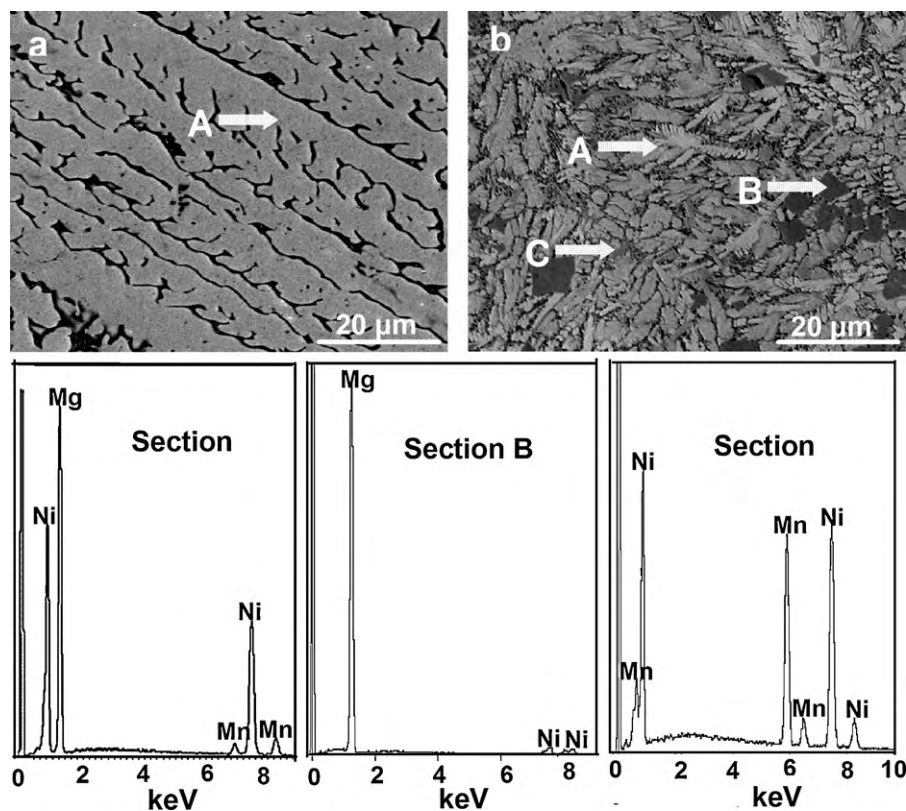 a
A
20 µm
b
A
B
C
20 µm
Mg
Section
Ni
Ni
Mn
Mn
0 2 4 6 8
keV
Mg
Section B
Ni Ni
0 2 4 6 8
keV
Section
Ni
Mn
Mn
Ni
Mn
Ni
0 2 4 6 8 10
keV